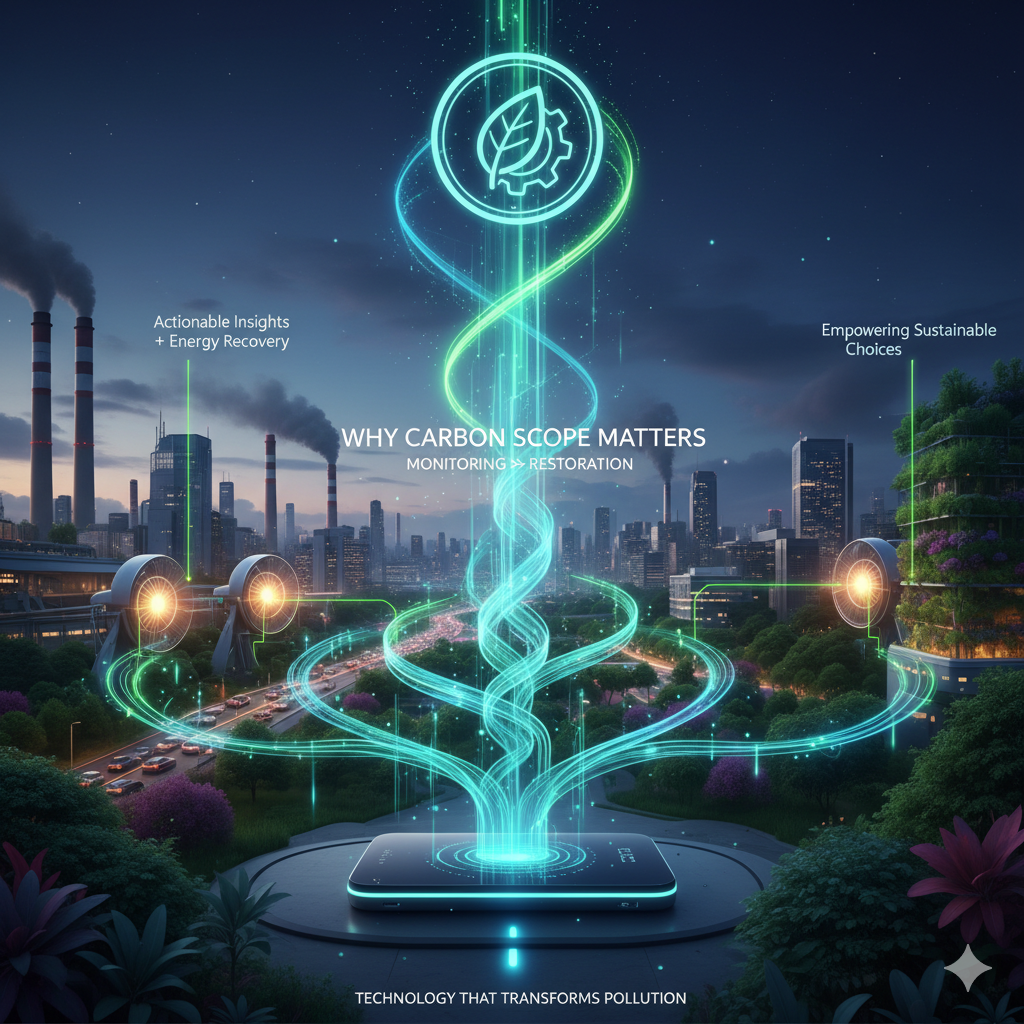 Actionable Insights
+ Energy Recovery
Empowering Sustainable
Choices
WHY CARBON SCOPE MATTERS
MONITORING ≫ RESTORATION
TECHNOLOGY THAT TRANSFORMS POLLUTION